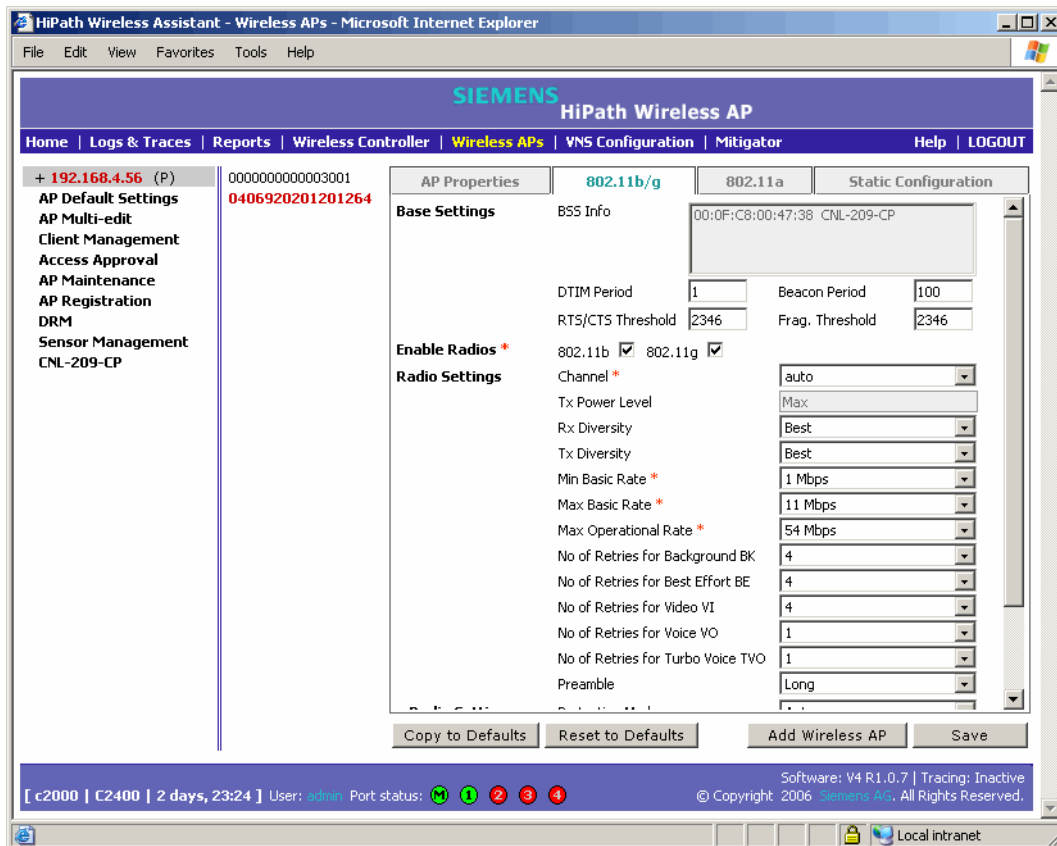 HiPath Wireless Assistant - Wireless APs - Microsoft Internet Explorer
File Edit View Favorites Tools Help
SIEMENS
HiPath Wireless AP
Home | Logs & Traces | Reports | Wireless Controller | Wireless APs | VNS Configuration | Mitigator Help | LOGOUT
+ 192.168.4.56 (P)
AP Default Settings
AP Multi-edit
Client Management
Access Approval
AP Maintenance
AP Registration
DRM
Sensor Management
CNL-209-CP
0000000000003001
0406920201201264
AP Properties 802.11b/g 802.11a Static Configuration
Base Settings BSS Info 00:0F:C8:00:47:38 CNL-209-CP
DTIM Period 1 Beacon Period 100
RTS/CTS Threshold 2346 Frag. Threshold 2346
Enable Radios * 802.11b 802.11g
Radio Settings Channel * auto
Tx Power Level Max
Rx Diversity Best
Tx Diversity Best
Min Basic Rate * 1 Mbps
Max Basic Rate * 11 Mbps
Max Operational Rate * 54 Mbps
No of Retries for Background BK 4
No of Retries for Best Effort BE 4
No of Retries for Video VI 4
No of Retries for Voice VO 1
No of Retries for Turbo Voice TVO 1
Preamble Long
Copy to Defaults Reset to Defaults Add Wireless AP Save
Software: V4 R1.0.7 | Tracing: Inactive
[ c2000 | C2400 | 2 days, 23:24 ] User: admin Port status: M 1 2 3 4 © Copyright 2006 Siemens AG. All Rights Reserved.
Local intranet